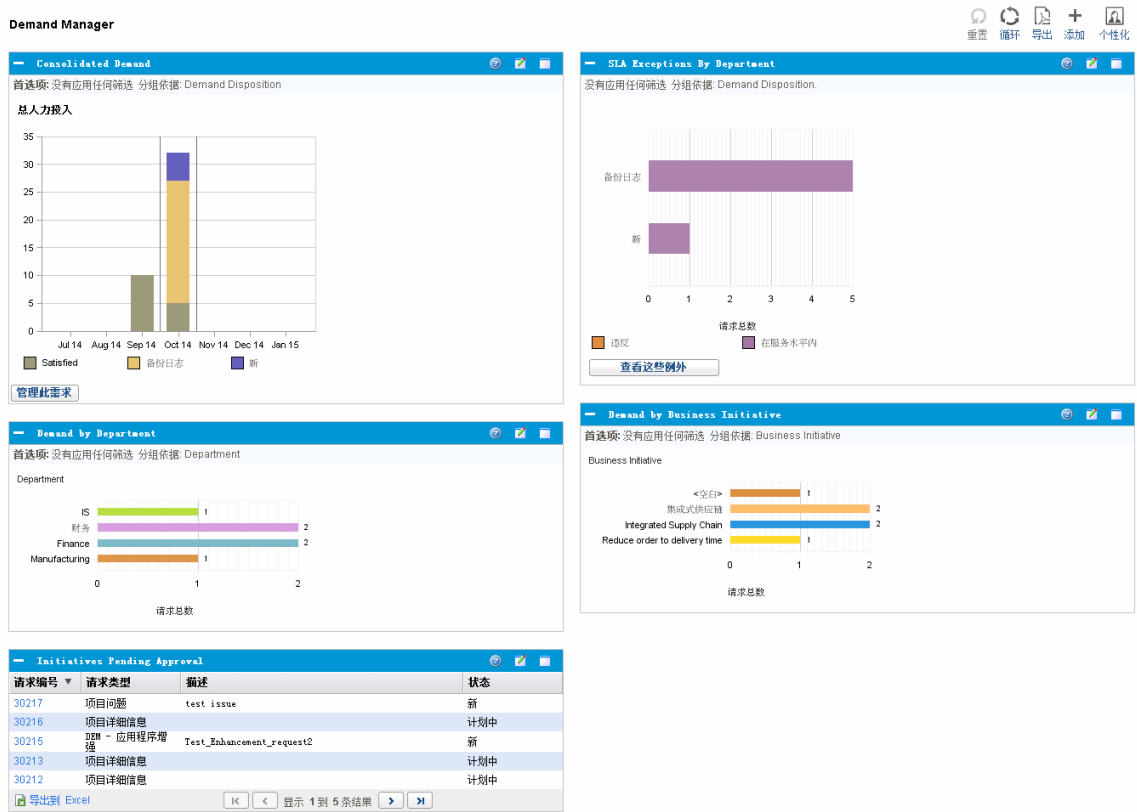 Demand Manager
重置 循环 导出 添加 个性化
Consolidated Demand
首选项: 没有应用任何筛选 分组依据: Demand Disposition
总人力投入
35
30
25
20
15
10
5
0
Jul 14 Aug 14 Sep 14 Oct 14 Nov 14 Dec 14 Jan 15
Satisfied 备份日志 新
管理此需求
SLA Exceptions By Department
没有应用任何筛选 分组依据: Demand Disposition.
备份日志
新
0 1 2 3 4 5
请求总数
违反 在服务水平内
查看这些例外
Demand by Department
首选项: 没有应用任何筛选 分组依据: Department
Department
IS 1
财务 2
Finance 2
Manufacturing 1
0 1 2
请求总数
Demand by Business Initiative
首选项: 没有应用任何筛选 分组依据: Business Initiative
Business Initiative
<空白> 1
集成式供应链 2
Integrated Supply Chain 2
Reduce order to delivery time 1
0 1 2
请求总数
Initiatives Pending Approval
请求编号 请求类型 描述 状态
30217 项目问题 test issue 新
30216 项目详细信息 计划中
30215 DEM - 应用程序增强 Test_Enhancement_request2 新
30213 项目详细信息 计划中
30212 项目详细信息 计划中
导出到 Excel 显示 1 到 5 条结果